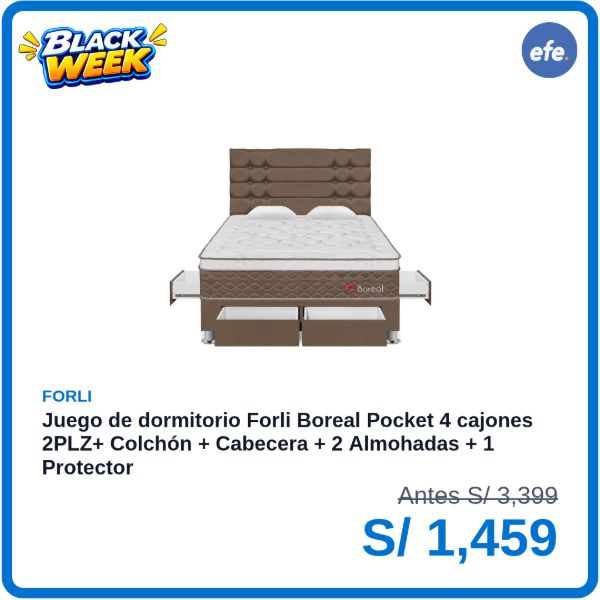 BLACK
WEEK
efe.
Boreal
FORLI
Juego de dormitorio Forli Boreal Pocket 4 cajones
2PLZ+ Colchón + Cabecera + 2 Almohadas + 1
Protector
Antes S/ 3,399
S/ 1,459